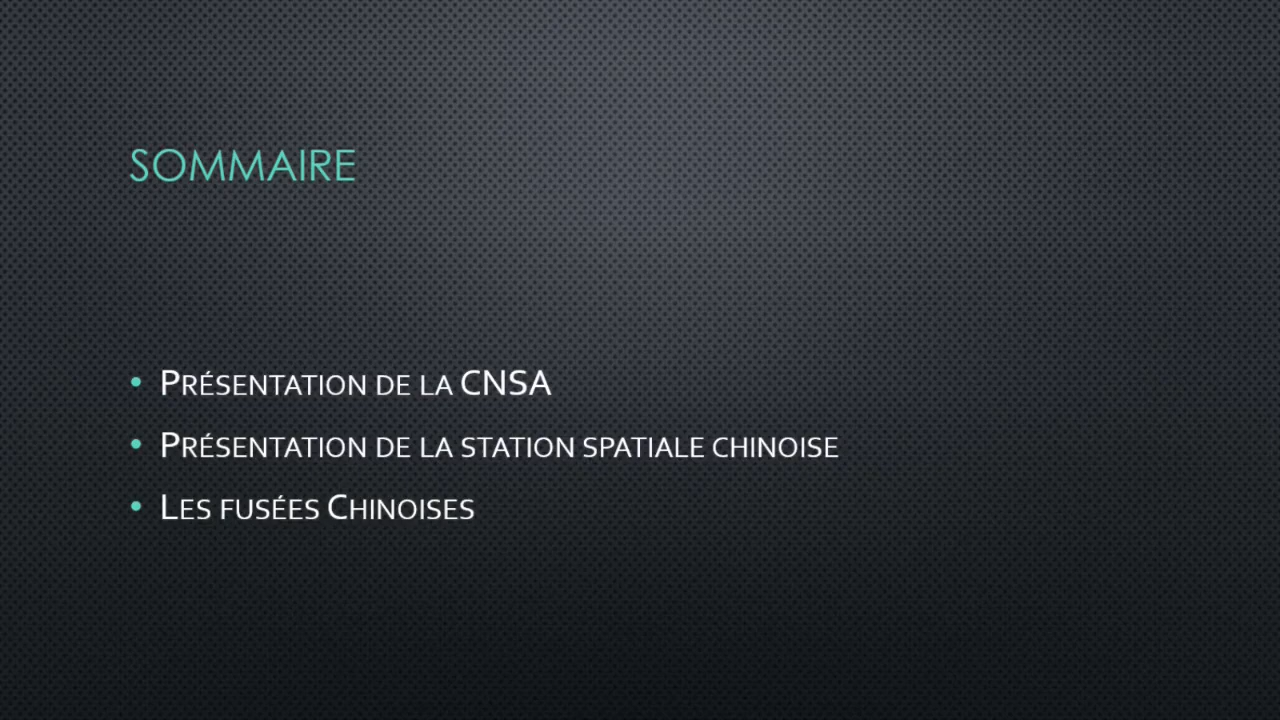 SOMMAIRE
• Présentation de la CNSA
• Présentation de la station spatiale chinoise
• Les fusées Chinoises